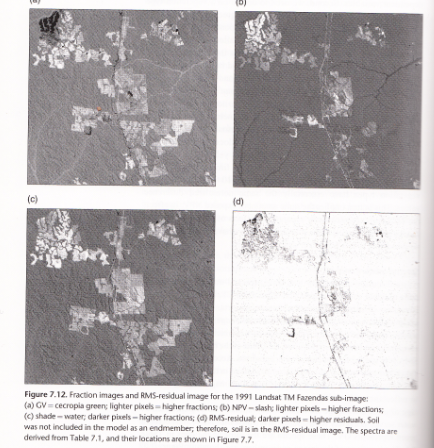 (a)
(b)
(c)
(d)
Figure 7.12. Fraction images and RMS-residual image for the 1991 Landsat TM Fazendas sub-image:
(a) GV = cecropia green; lighter pixels = higher fractions; (b) NPV – slash; lighter pixels = higher fractions;
(c) shade – water; darker pixels = higher fractions; (d) RMS-residual; darker pixels = higher residuals. Soil
was not included in the model as an endmember; therefore, soil is in the RMS-residual image. The spectra are
derived from Table 7.1, and their locations are shown in Figure 7.7.